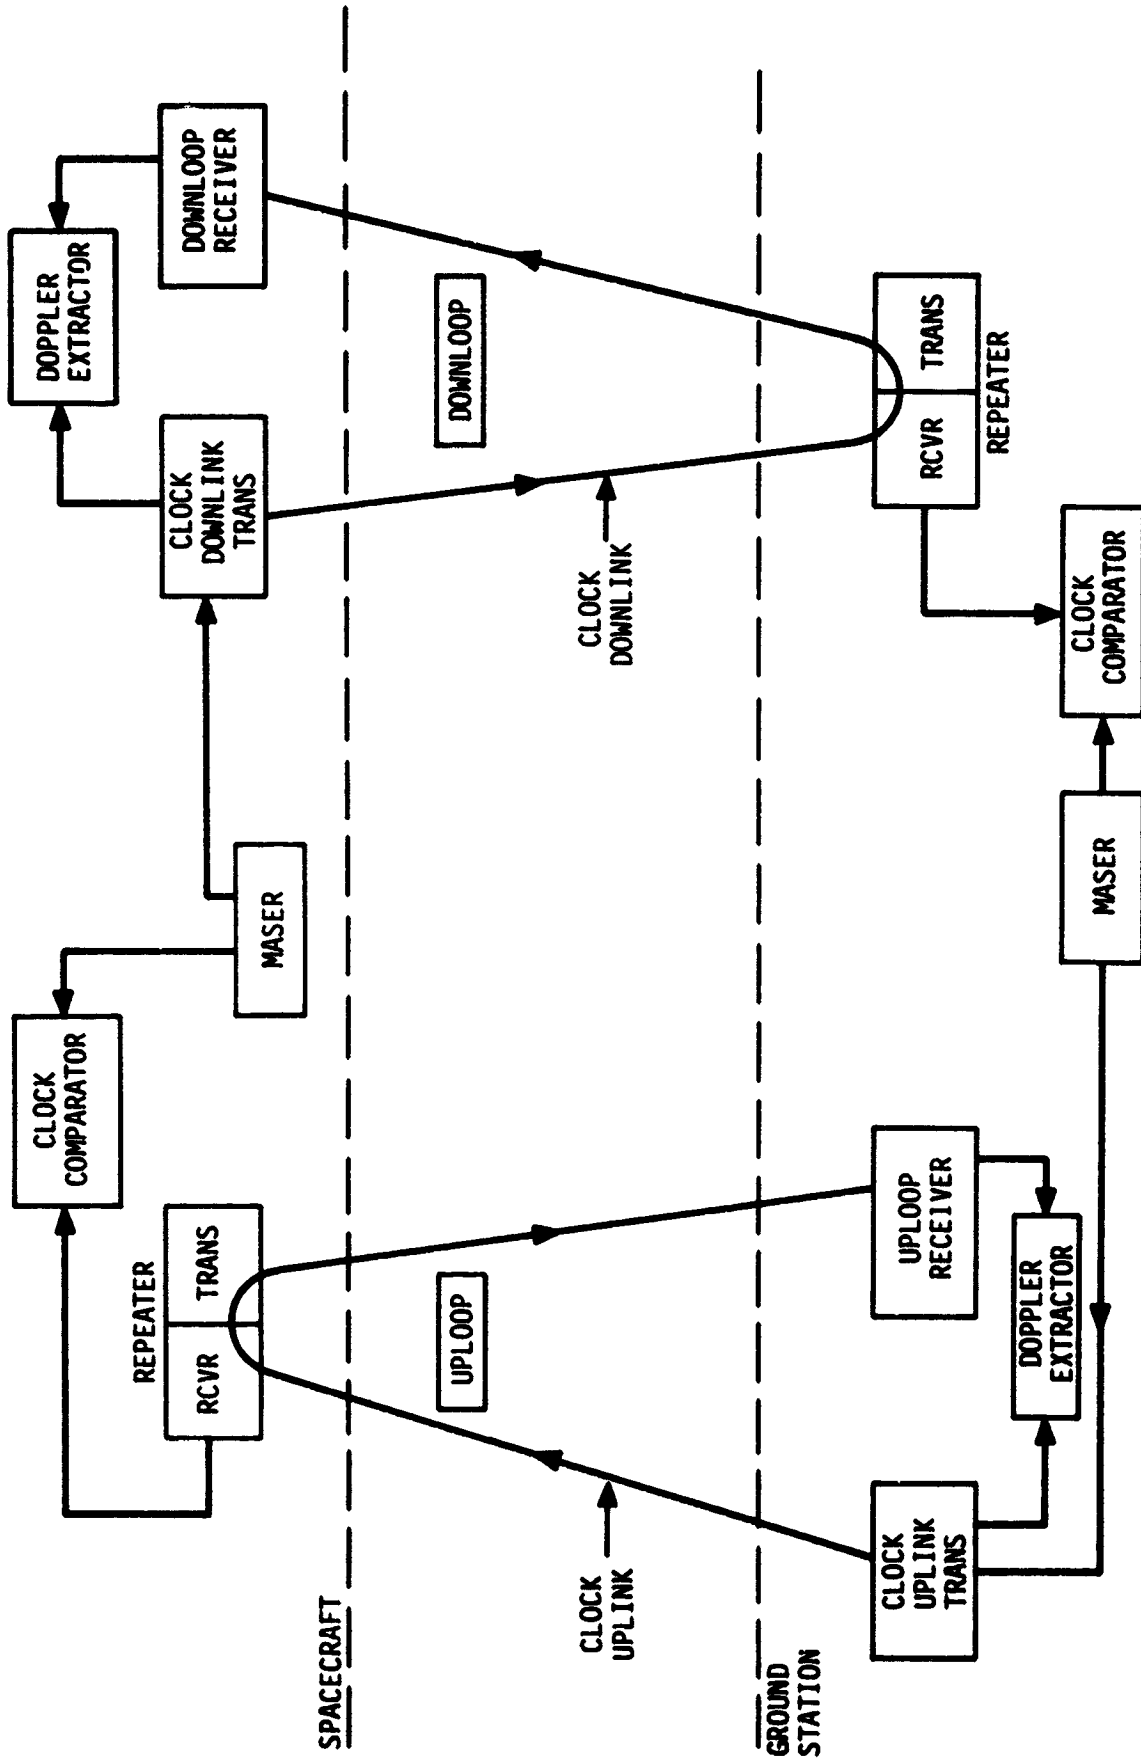 CLOCK
COMPARATOR
DOPPLER
EXTRACTOR
REPEATER
RCVR
TRANS
MASER
CLOCK
DOWNLINK
TRANS
DOWNLOOP
RECEIVER
SPACECRAFT
UPLOOP
DOWNLOOP
CLOCK
UPLINK
CLOCK
DOWNLINK
GROUND
STATION
CLOCK
UPLINK
TRANS
UPLOOP
RECEIVER
RCVR
TRANS
REPEATER
DOPPLER
EXTRACTOR
MASER
CLOCK
COMPARATOR